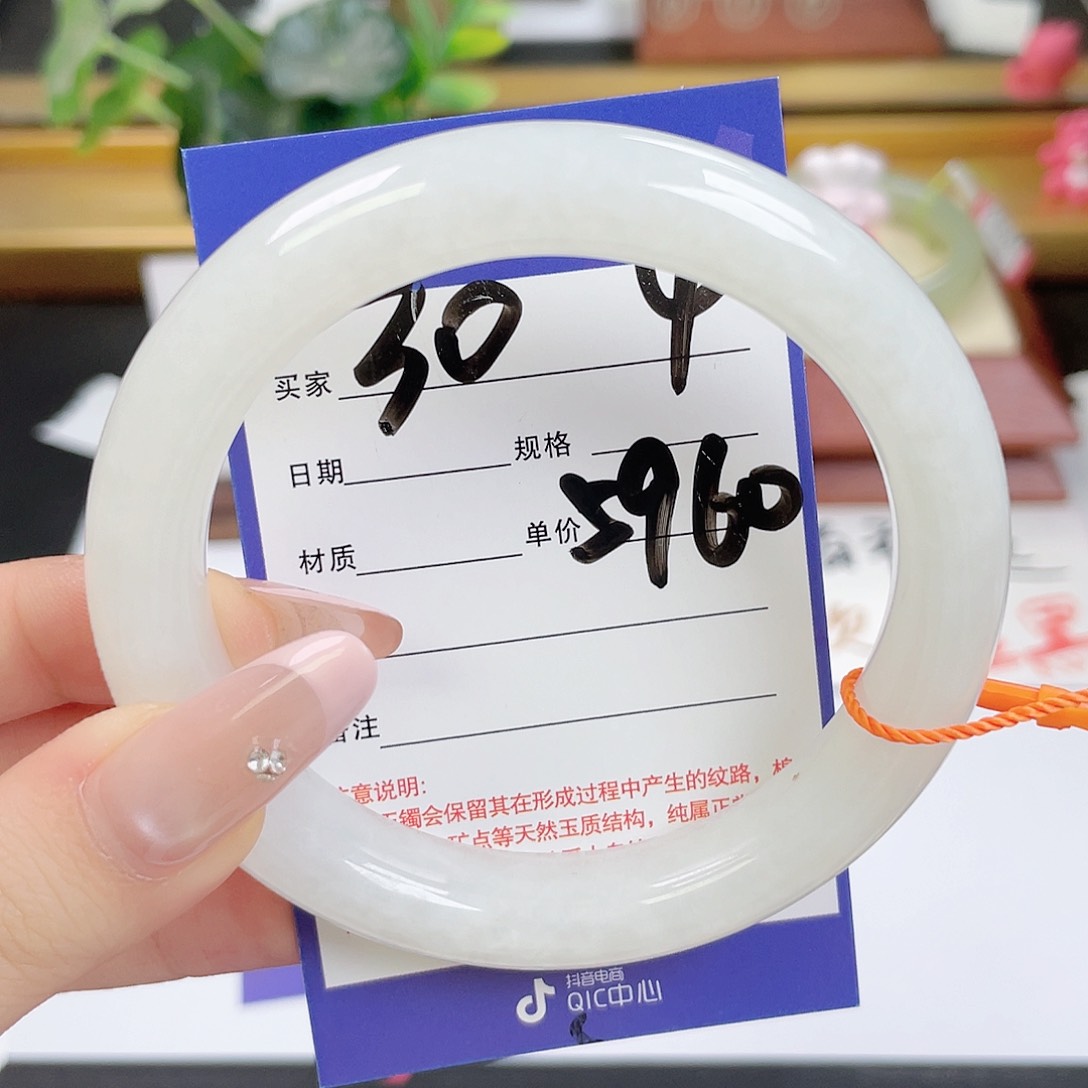 买家 30
日期 规格
材质 单价 5960
备注
注意说明:
玉镯会保留其在形成过程中产生的纹路,
矿点等天然玉质结构，纯属正
抖音电商
QIC中心